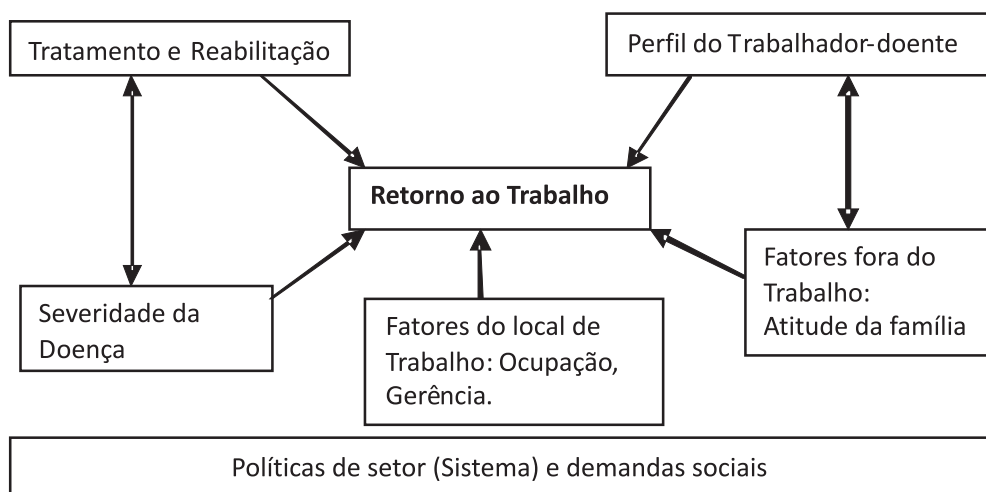 Tratamento e Reabilitação
Perfil do Trabalhador-doente
Retorno ao Trabalho
Severidade da
Doença
Fatores do local de
Trabalho: Ocupação,
Gerência.
Fatores fora do
Trabalho:
Atitude da família
Políticas de setor (Sistema) e demandas sociais